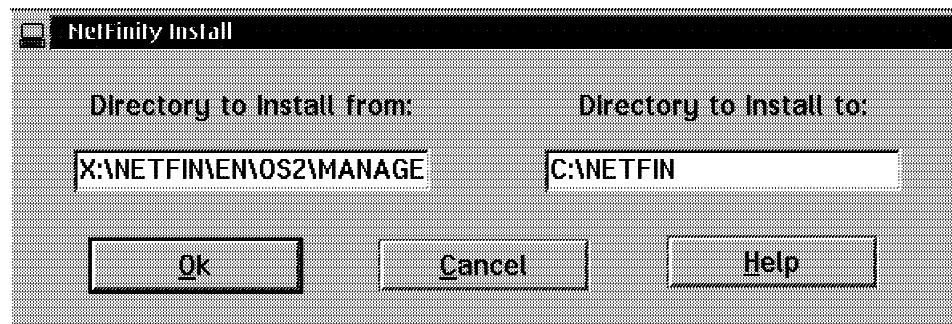 NetFinity Install
Directory to Install from: Directory to Install to:
X:\NETFIN\EN\OS2\MANAGE C:\NETFIN
Ok Cancel Help